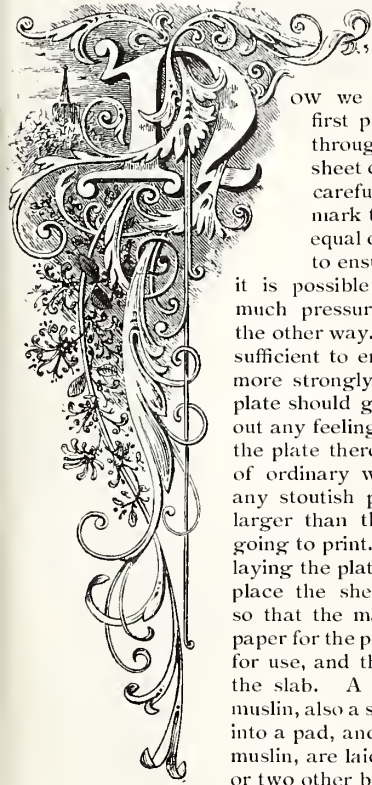 NOW we
first p
throug
sheet o
carefu
mark t
equal
to ensu
it is possible
much pressur
the other way.
sufficient to en
more strongly
plate should g
out any feeling
the plate there
of ordinary w
any stoutish p
larger than th
going to print.
laying the plat
place the she
so that the ma
paper for the p
for use, and th
the slab. A
muslin, also a s
into a pad, and
muslin, are laid
or two other b